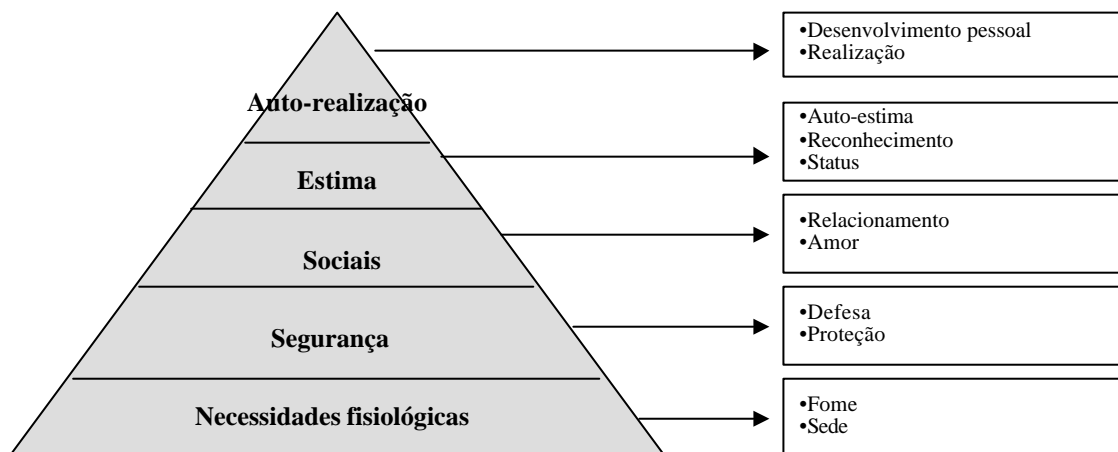 •Desenvolvimento pessoal
•Realização
Auto-realização
•Auto-estima
•Reconhecimento
•Status
Estima
•Relacionamento
•Amor
Sociais
•Defesa
•Proteção
Segurança
•Fome
•Sede
Necessidades fisiológicas